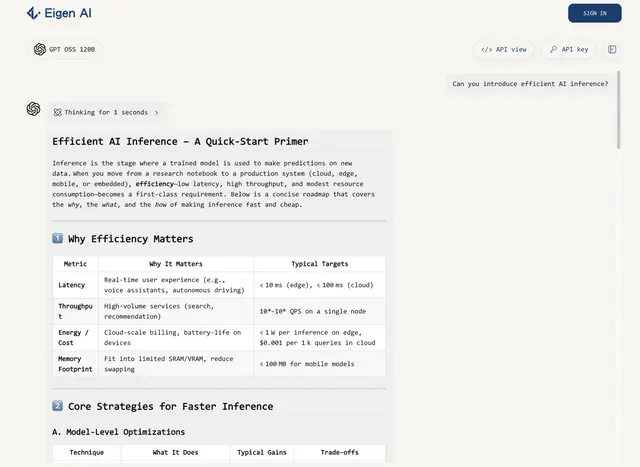 Eigen AI
SIGN IN
GPT OSS 120B
</> API view
API key
Can you introduce efficient AI inference?
Thinking for 1 seconds >
Efficient AI Inference – A Quick-Start Primer
Inference is the stage where a trained model is used to make predictions on new
data. When you move from a research notebook to a production system (cloud, edge,
mobile, or embedded), efficiency—low latency, high throughput, and modest resource
consumption—becomes a first-class requirement. Below is a concise roadmap that covers
the why, the what, and the how of making inference fast and cheap.
1 Why Efficiency Matters
Metric Why It Matters Typical Targets
Latency Real-time user experience (e.g.,
voice assistants, autonomous driving) < 10 ms (edge), < 100 ms (cloud)
Throughpu
t High-volume services (search,
recommendation) QPS on a single node
Energy /
Cost Cloud-scale billing, battery-life on
devices < 1 W per inference on edge,
$0.001 per 1 k queries in cloud
Memory
Footprint Fit into limited SRAM/VRAM, reduce
swapping < 100 MB for mobile models
2 Core Strategies for Faster Inference
A. Model-Level Optimizations
Technique What It Does Typical Gains Trade-offs